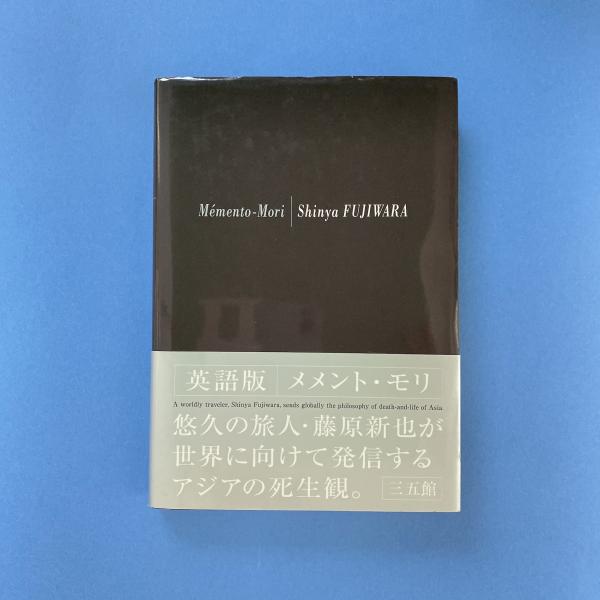 Mémento-Mori | Shinya FUJIWARA
英語版 | メメント・モリ
A worldly traveler, Shinya Fujiwara, sends globally the philosophy of death-and-life of Asia
悠久の旅人・藤原新也が
世界に向けて発信する
アジアの死生観。
三五館